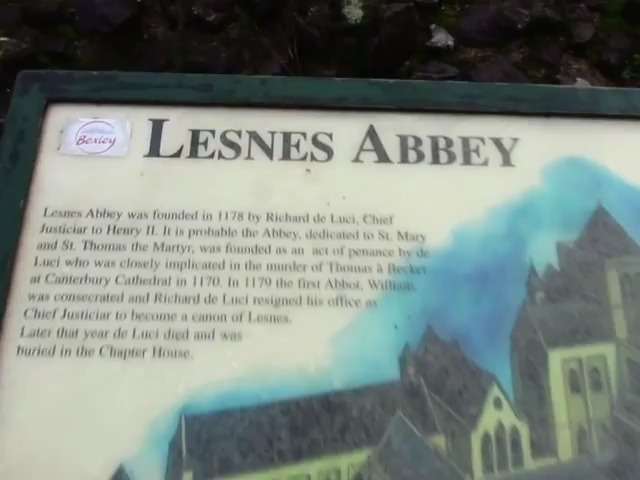 Bexley
LESNES ABBEY
Lesnes Abbey was founded in 1178 by Richard de Luci, Chief
Justiciar to Henry II. It is probable the Abbey, dedicated to St. Mary
and St. Thomas the Martyr, was founded as an act of penance by de
Luci who was closely implicated in the murder of Thomas à Becket
at Canterbury Cathedral in 1170. In 1179 the first Abbot, William,
was consecrated and Richard de Luci resigned his office as
Chief Justiciar to become a canon of Lesnes.
Later that year de Luci died and was
buried in the Chapter House.